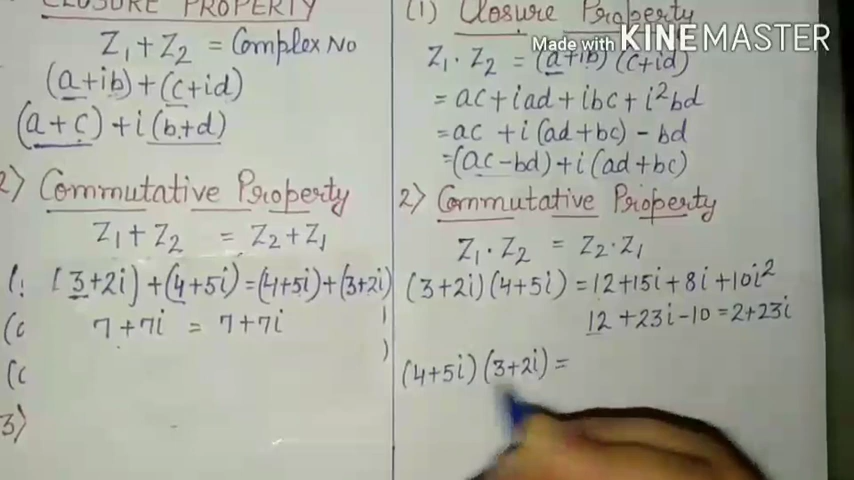 CLOSURE PROPERTY
Z₁ + Z₂ = Complex No
(a+ib) + (c+id)
(a+c) + i(b+d)
2) Commutative Property
Z₁ + Z₂ = Z₂ + Z₁
[3+2i) + (4+5i) = (4+5i) + (3+2i)
7+7i = 7+7i
3)
(1) Closure Property
Made with KINEMASTER
Z₁ · Z₂ = (a+ib) (c+id)
= ac + iad + ibc + i²bd
= ac + i(ad+bc) - bd
= (ac-bd) + i(ad+bc)
2) Commutative Property
Z₁ · Z₂ = Z₂ · Z₁
(3+2i) (4+5i) = 12+15i+8i+10i²
12 +23i-10 = 2+23i
(4+5i) (3+2i) =